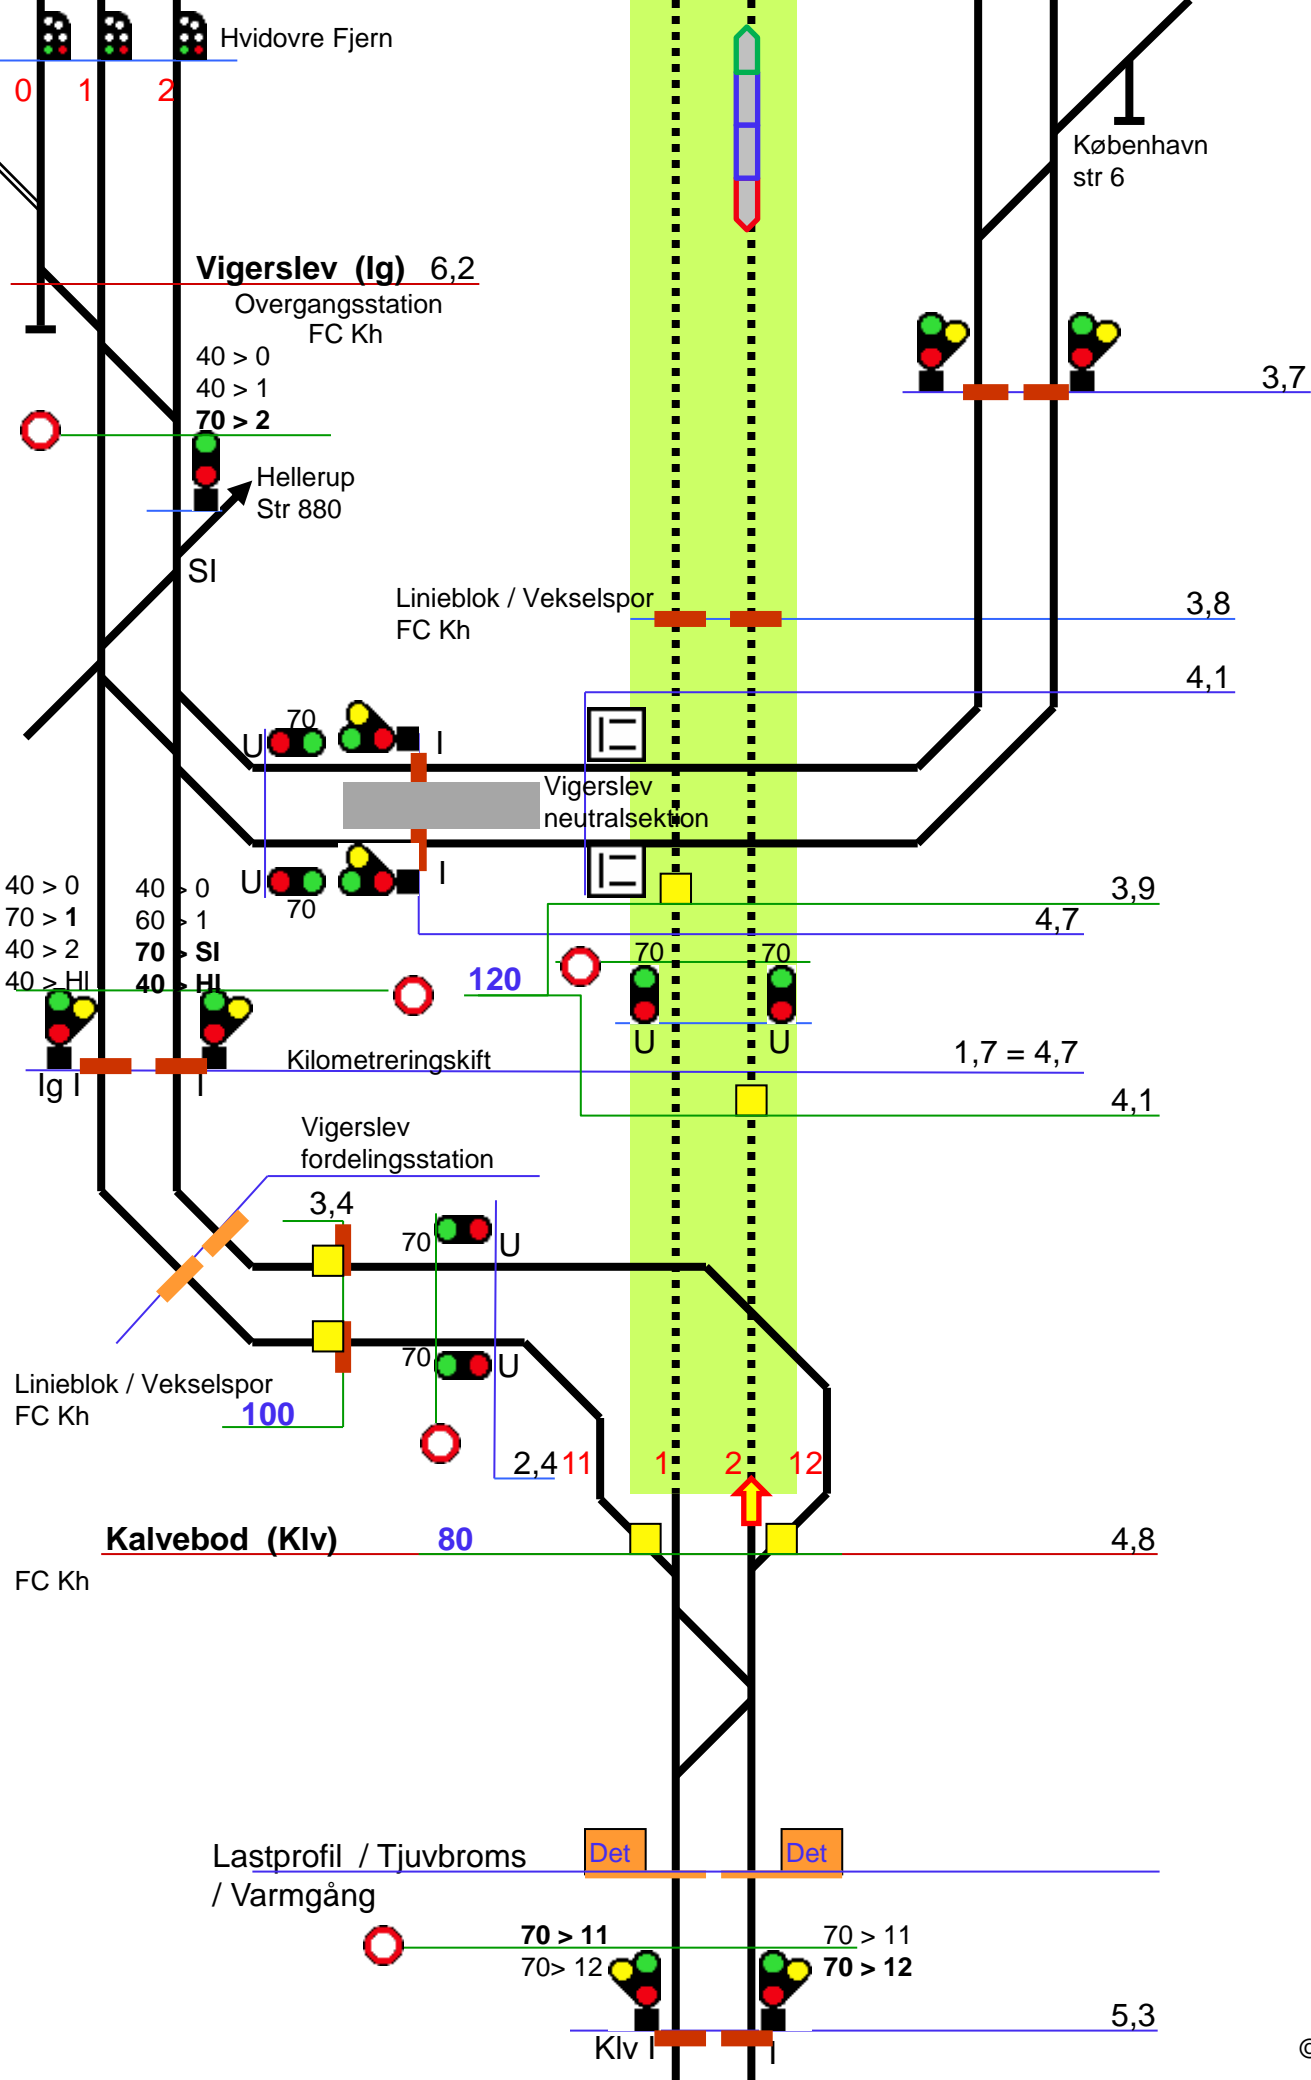 Hvidovre Fjern
0 1 2
København
str 6
Vigerslev (Ig) 6,2
Overgangsstation
FC Kh
40 > 0
40 > 1
70 > 2
3,7
Hellerup
Str 880
SI
Linieblok / Vekselspor
FC Kh
3,8
4,1
70
U I
Vigerslev
neutralsektion
U I
70
40 > 0
70 > 1
40 > 2
40 > HI
40 > 0
60 > 1
70 > SI
40 > HI
3,9
4,7
70 70
120
U U
1,7 = 4,7
Kilometreringskift
Ig I I
4,1
Vigerslev
fordelingsstation
3,4
70 U
70 U
Linieblok / Vekselspor
FC Kh
100
2,4 11 1 2 12
Kalvebod (Klv) 80 4,8
FC Kh
Det Det
Lastprofil / Tjuvbroms
/ Varmgång
70 > 11
70> 12
70 > 11
70 > 12
5,3
Klv I I
©